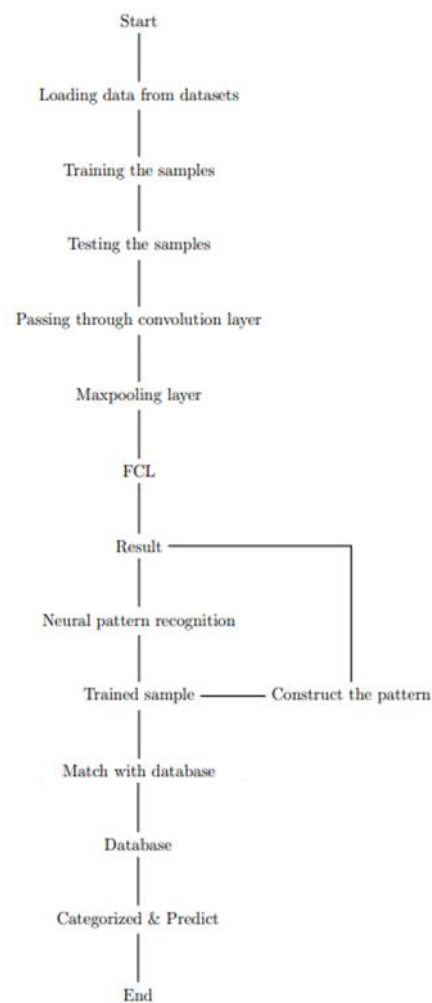 Start
Loading data from datasets
Training the samples
Testing the samples
Passing through convolution layer
Maxpooling layer
FCL
Result
Neural pattern recognition
Trained sample
Construct the pattern
Match with database
Database
Categorized & Predict
End